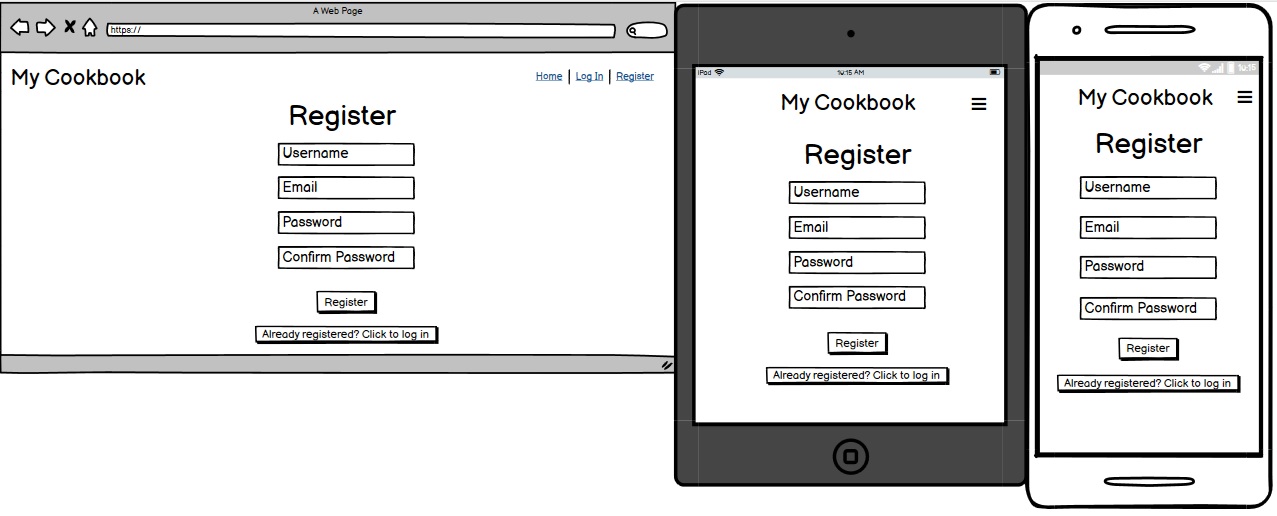 A Web Page
https://
My Cookbook
Home | Log In | Register
Register
Username
Email
Password
Confirm Password
Register
Already registered? Click to log in
iPod 10:15 AM
My Cookbook
Register
Username
Email
Password
Confirm Password
Register
Already registered? Click to log in
10:15
My Cookbook
Register
Username
Email
Password
Confirm Password
Register
Already registered? Click to log in